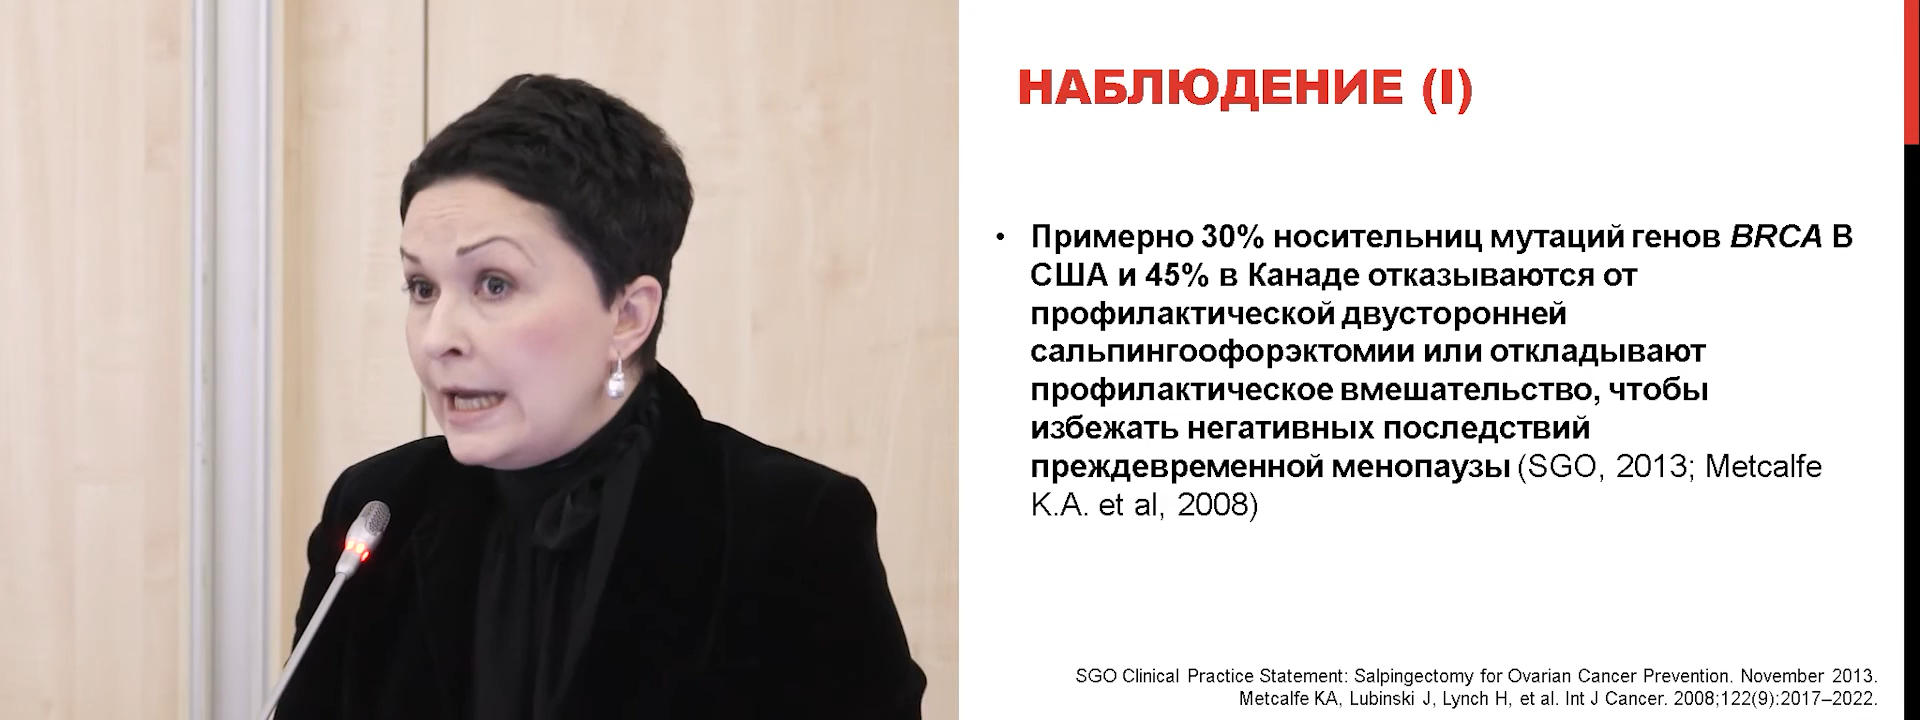 НАБЛЮДЕНИЕ (I)
• Примерно 30% носительниц мутаций генов BRCA В
США и 45% в Канаде отказываются от
профилактической двусторонней
сальпингоофорэктомии или откладывают
профилактическое вмешательство, чтобы
избежать негативных последствий
преждевременной менопаузы (SGO, 2013; Metcalfe
K.A. et al, 2008)
SGO Clinical Practice Statement: Salpingectomy for Ovarian Cancer Prevention. November 2013.
Metcalfe KA, Lubinski J, Lynch H, et al. Int J Cancer. 2008;122(9):2017–2022.